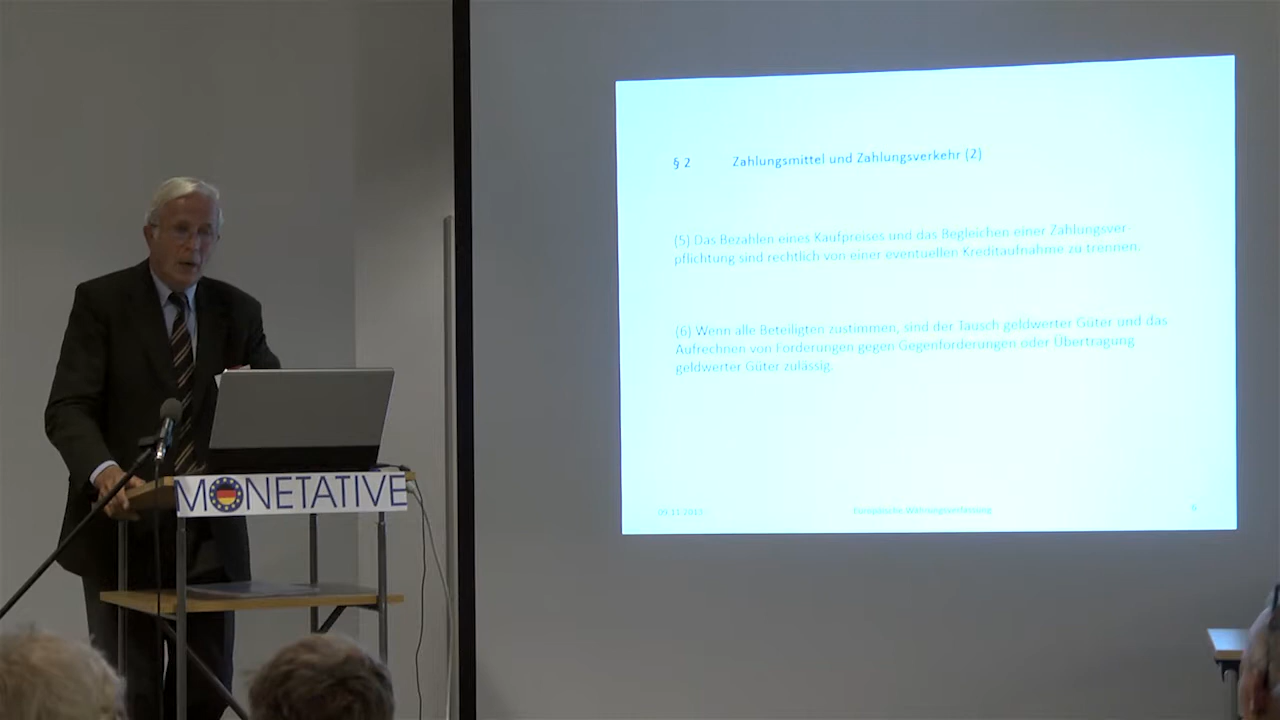 § 2 Zahlungsmittel und Zahlungsverkehr (2)
(5) Das Bezahlen eines Kaufpreises und das Begleichen einer Zahlungsver-
pflichtung sind rechtlich von einer eventuellen Kreditaufnahme zu trennen.
(6) Wenn alle Beteiligten zustimmen, sind der Tausch geldwerter Güter und das
Aufrechnen von Forderungen gegen Gegenforderungen oder Übertragung
geldwerter Güter zulässig.
Europäische Währungsverfassung
6
MONETATIVE